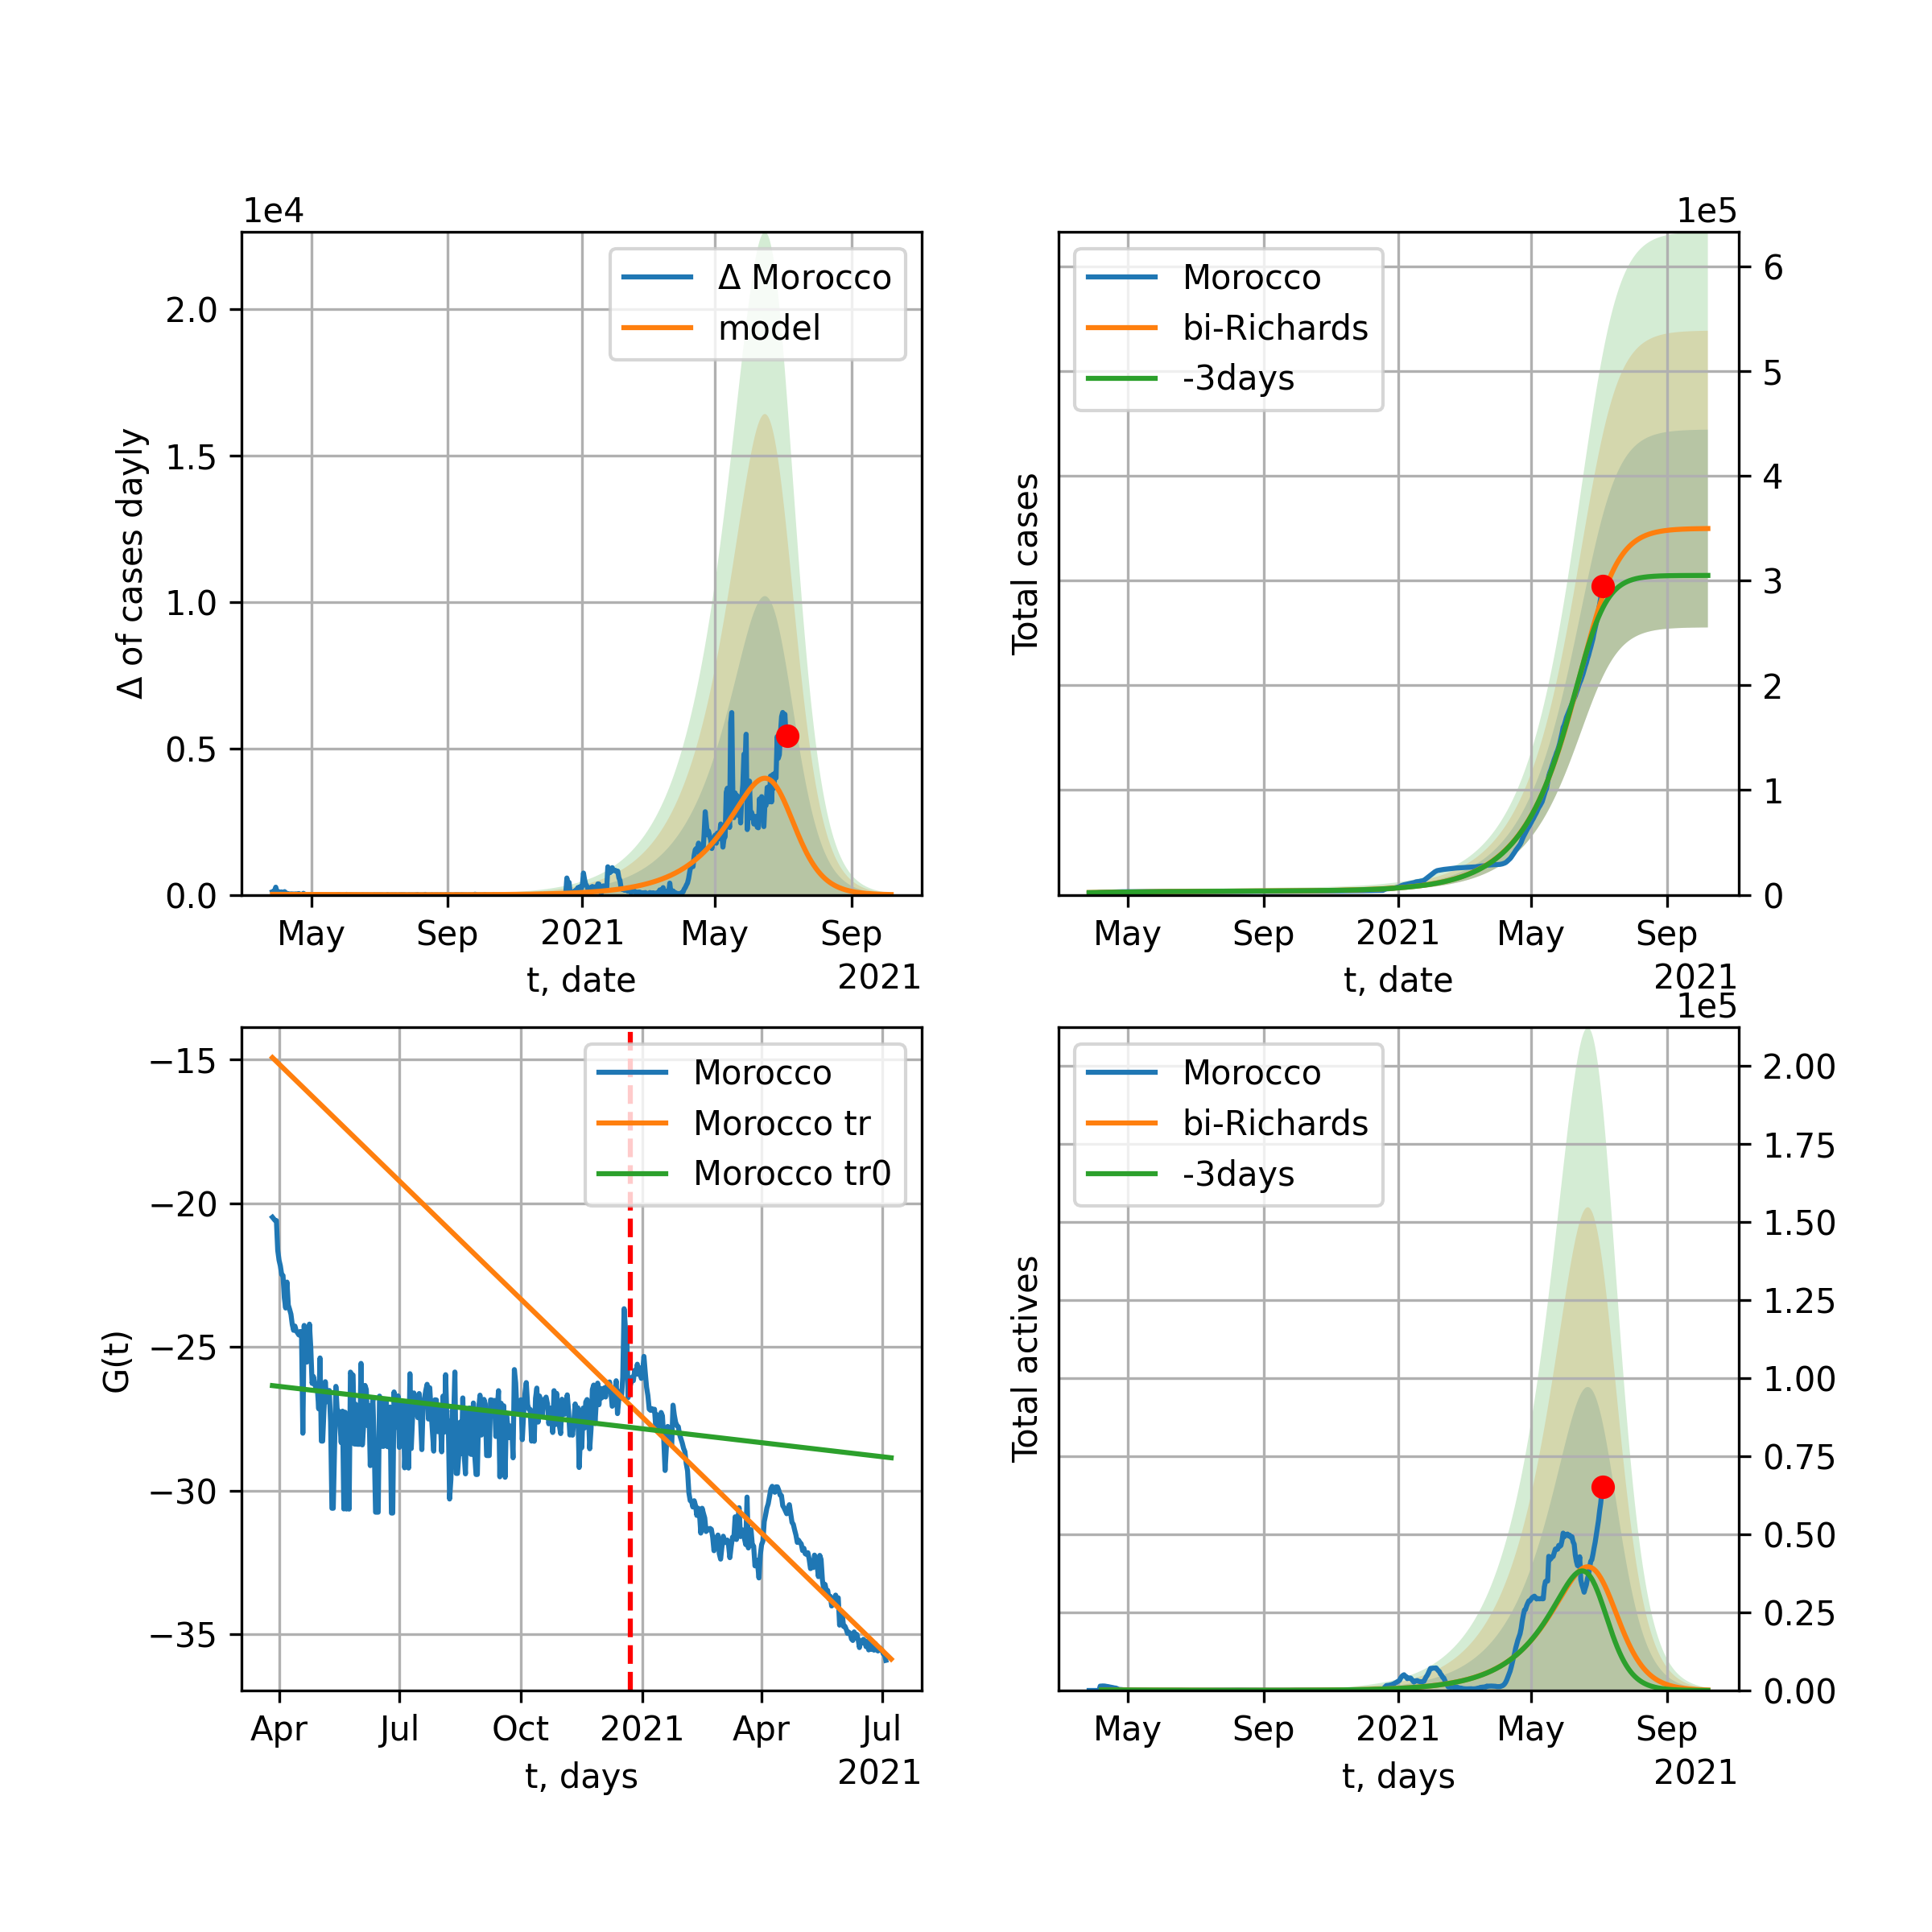 1e4
Δ of cases dayly
2.0
1.5
1.0
0.5
0.0
Δ Morocco
model
May Sep 2021 May Sep
2021
t, date
1e5
Total cases
Morocco
bi-Richards
-3days
6
5
4
3
2
1
0
May Sep 2021 May Sep
2021
t, date
G(t)
−15
−20
−25
−30
−35
Morocco
Morocco tr
Morocco tr0
Apr Jul Oct 2021 Apr Jul
2021
t, days
1e5
Total actives
Morocco
bi-Richards
-3days
2.00
1.75
1.50
1.25
1.00
0.75
0.50
0.25
0.00
May Sep 2021 May Sep
2021
t, days